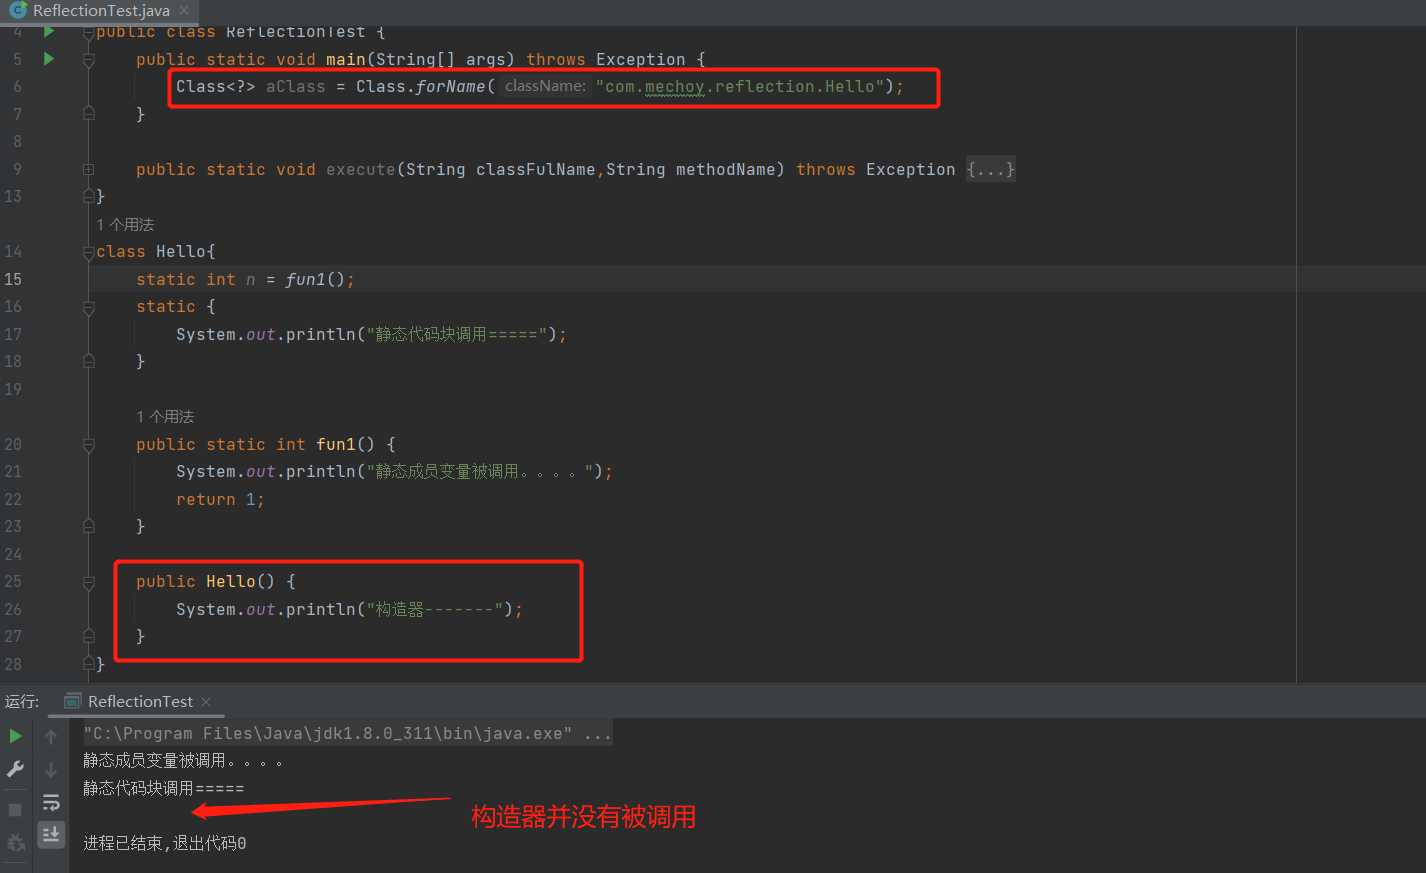 ReflectionTest.java
4 public class ReflectionTest {
5 public static void main(String[] args) throws Exception {
6 Class<?> aClass = Class.forName( className: "com.mechoy.reflection.Hello");
7 }
8
9 public static void execute(String classFulName,String methodName) throws Exception {...}
13 }
1 个用法
14 class Hello{
15 static int n = fun1();
16 static {
17 System.out.println("静态代码块调用=====");
18 }
19
1 个用法
20 public static int fun1() {
21 System.out.println("静态成员变量被调用。。。。");
22 return 1;
23 }
24
25 public Hello() {
26 System.out.println("构造器-------");
27 }
28 }
运行: ReflectionTest
"C:\Program Files\Java\jdk1.8.0_311\bin\java.exe" ...
静态成员变量被调用。。。。
静态代码块调用=====
构造器并没有被调用
进程已结束,退出代码0